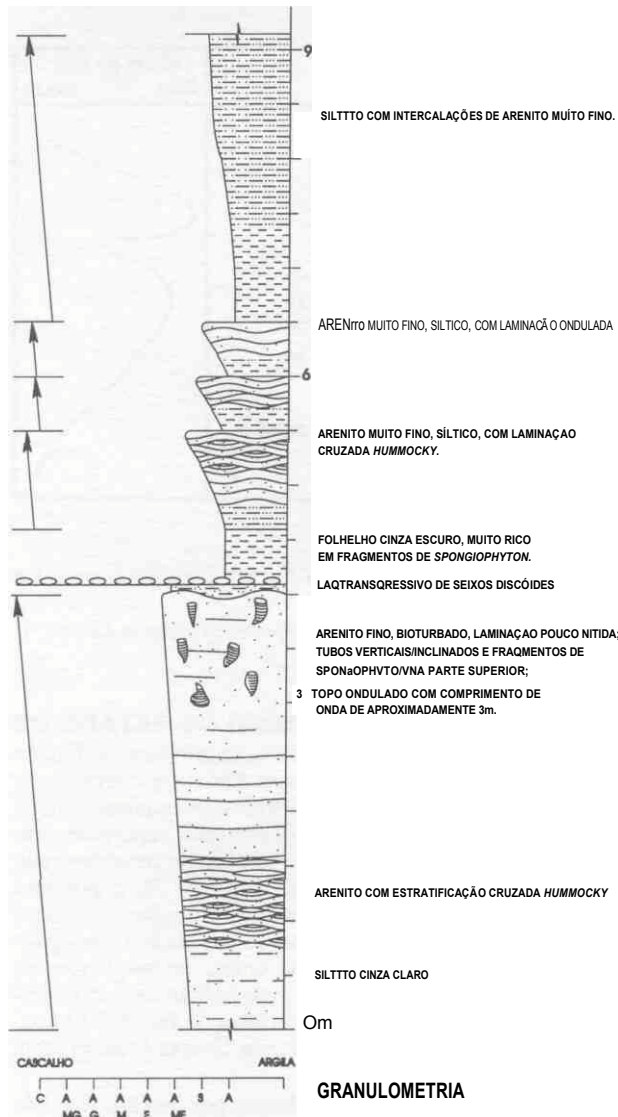 9
SILTTO COM INTERCALAÇÕES DE ARENITO MUÍTO FINO.
ARENrro MUITO FINO, SILTICO, COM LAMINACÃ O ONDULADA
6
ARENITO MUITO FINO, SÍLTICO, COM LAMINAÇAO
CRUZADA HUMMOCKY.
FOLHELHO CINZA ESCURO, MUITO RICO
EM FRAGMENTOS DE SPONGIOPHYTON.
LAQTRANSQRESSIVO DE SEIXOS DISCÓIDES
ARENITO FINO, BIOTURBADO, LAMINAÇAO POUCO NITIDA;
TUBOS VERTICAIS/INCLINADOS E FRAQMENTOS DE
SPONaOPHVTO/VNA PARTE SUPERIOR;
3 TOPO ONDULADO COM COMPRIMENTO DE
ONDA DE APROXIMADAMENTE 3m.
ARENITO COM ESTRATIFICAÇÃO CRUZADA HUMMOCKY
SILTTTO CINZA CLARO
Om
CASCALHO ARGILA
C A A A A A S A
MG G M F MF
GRANULOMETRIA